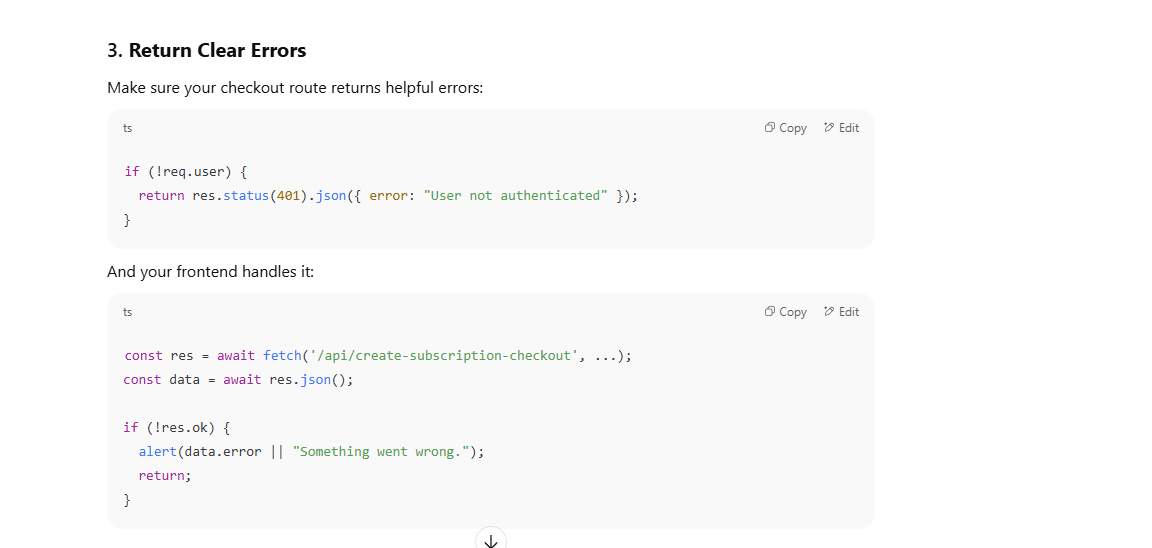 3. Return Clear Errors
Make sure your checkout route returns helpful errors:
ts
Copy
Edit
if (!req.user) {
  return res.status(401).json({ error: "User not authenticated" });
}
And your frontend handles it:
ts
Copy
Edit
const res = await fetch('/api/create-subscription-checkout', ...);
const data = await res.json();

if (!res.ok) {
  alert(data.error || "Something went wrong.");
  return;
}